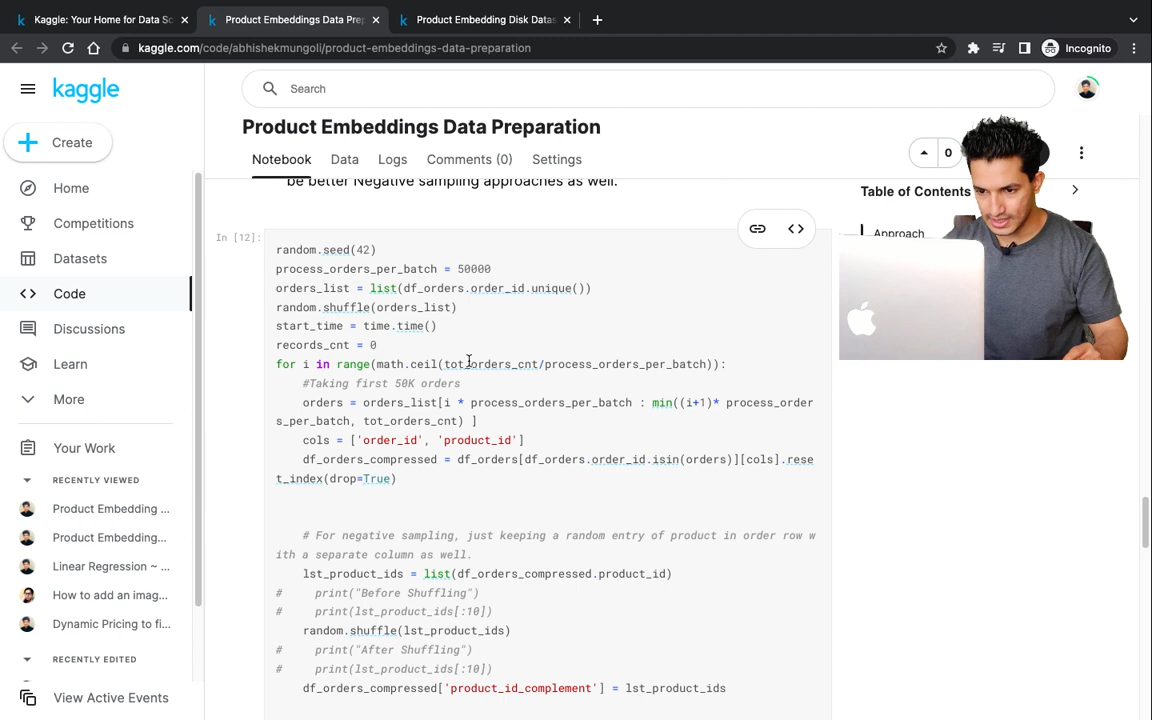 Kaggle: Your Home for Data Sc
Product Embeddings Data Prep
Product Embedding Disk Datas
kaggle.com/code/abhishekmungoli/product-embeddings-data-preparation
Incognito
kaggle
Search
Create
Product Embeddings Data Preparation
Notebook Data Logs Comments (0) Settings
0
Home
Competitions
Datasets
Code
Discussions
Learn
More
Your Work
RECENTLY VIEWED
Product Embedding ...
Product Embedding...
Linear Regression ~ ...
How to add an imag...
Dynamic Pricing to fi...
RECENTLY EDITED
View Active Events
be better Negative sampling approaches as well.
Table of Contents
Approach
In [12]:
random.seed(42)
process_orders_per_batch = 50000
orders_list = list(df_orders.order_id.unique())
random.shuffle(orders_list)
start_time = time.time()
records_cnt = 0
for i in range(math.ceil(tot_orders_cnt/process_orders_per_batch)):
#Taking first 50K orders
orders = orders_list[i * process_orders_per_batch : min((i+1)* process_order
s_per_batch, tot_orders_cnt) ]
cols = ['order_id', 'product_id']
df_orders_compressed = df_orders[df_orders.order_id.isin(orders)][cols].rese
t_index(drop=True)
# For negative sampling, just keeping a random entry of product in order row w
ith a separate column as well.
lst_product_ids = list(df_orders_compressed.product_id)
# print("Before Shuffling")
# print(lst_product_ids[:10])
random.shuffle(lst_product_ids)
# print("After Shuffling")
# print(lst_product_ids[:10])
df_orders_compressed['product_id_complement'] = lst_product_ids